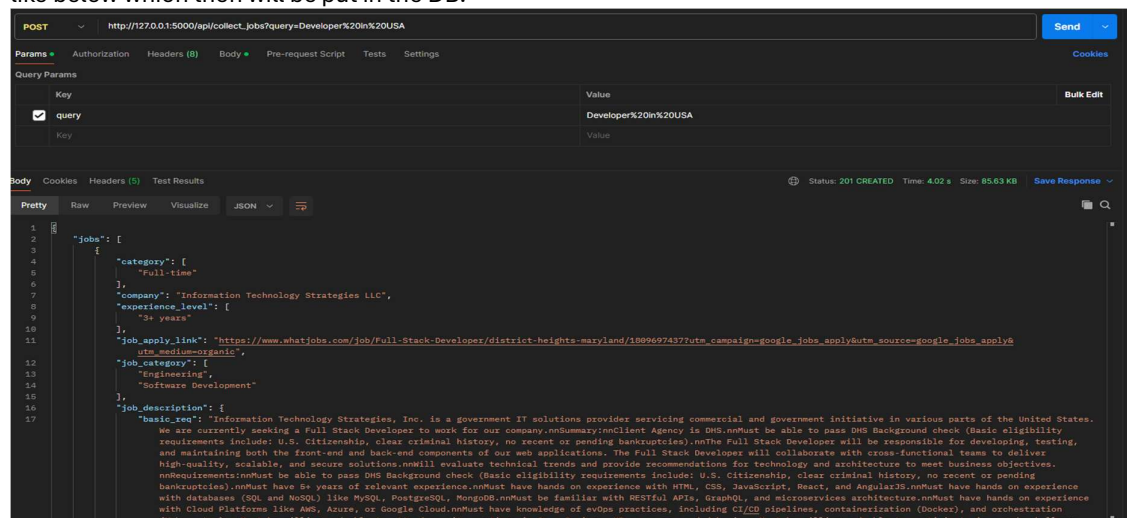 like below which then will be put in the DB.
POST http://127.0.0.1:5000/api/collect_jobs?query=Developer%20in%20USA Send
Params Authorization Headers (8) Body Pre-request Script Tests Settings Cookies
Query Params
Key Value Bulk Edit
query Developer%20in%20USA
Key Value
Body Cookies Headers (5) Test Results Status: 201 CREATED Time: 4.02 s Size: 85.63 KB Save Response
Pretty Raw Preview Visualize JSON
1 {
2 "jobs": [
3 {
4 "category": [
5 "Full-time"
6 ],
7 "company": "Information Technology Strategies LLC",
8 "experience_level": [
9 "3+ years"
10 ],
11 "job_apply_link": "https://www.whatjobs.com/job/Full-Stack-Developer/district-heights-maryland/1809697437?utm_campaign=google_jobs_apply&utm_source=google_jobs_apply&
utm_medium=organic",
12 "job_category": [
13 "Engineering",
14 "Software Development"
15 ],
16 "job_description": {
17 "basic_req": "Information Technology Strategies, Inc. is a government IT solutions provider servicing commercial and government initiative in various parts of the United States.
We are currently seeking a Full Stack Developer to work for our company.nnSummary:nnClient Agency is DHS.nnMust be able to pass DHS Background check (Basic eligibility
requirements include: U.S. Citizenship, clear criminal history, no recent or pending bankruptcies).nnThe Full Stack Developer will be responsible for developing, testing,
and maintaining both the front-end and back-end components of our web applications. The Full Stack Developer will collaborate with cross-functional teams to deliver
high-quality, scalable, and secure solutions.nnWill evaluate technical trends and provide recommendations for technology and architecture to meet business objectives.
nnRequirements:nnMust be able to pass DHS Background check (Basic eligibility requirements include: U.S. Citizenship, clear criminal history, no recent or pending
bankruptcies).nnMust have 5+ years of relevant experience.nnMust have hands on experience with HTML, CSS, JavaScript, React, and AngularJS.nnMust have hands on experience
with databases (SQL and NoSQL) like MySQL, PostgreSQL, MongoDB.nnMust be familiar with RESTful APIs, GraphQL, and microservices architecture.nnMust have hands on experience
with Cloud Platforms like AWS, Azure, or Google Cloud.nnMust have knowledge of evOps practices, including CI/CD pipelines, containerization (Docker), and orchestration